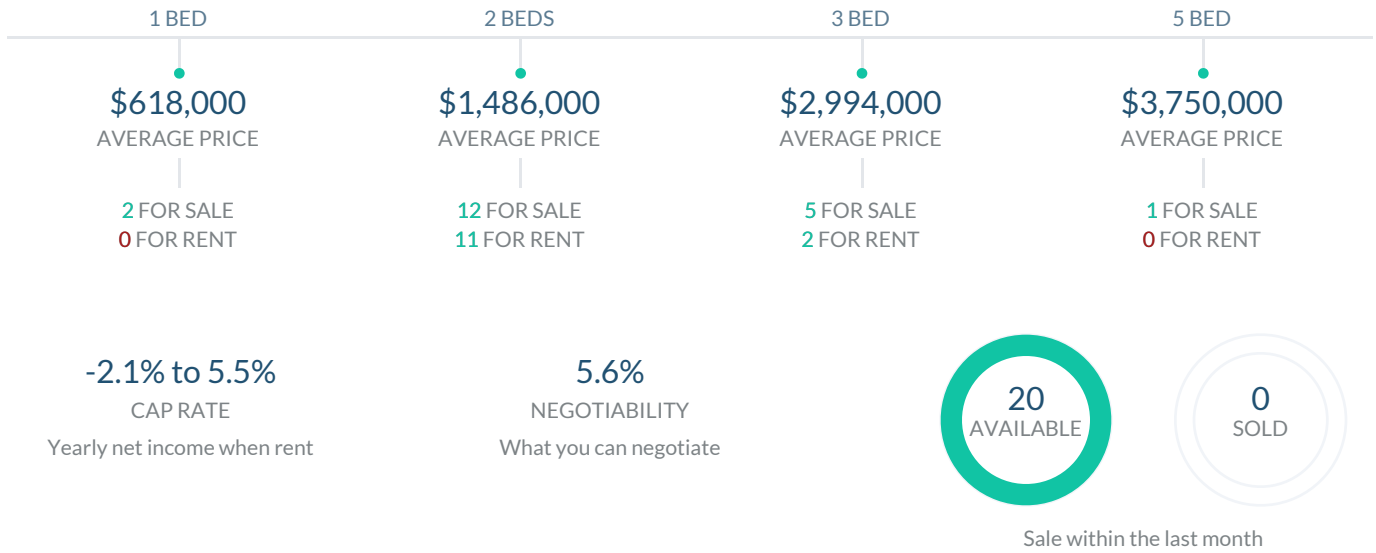 1 BED
$618,000
AVERAGE PRICE
2 FOR SALE
0 FOR RENT
2 BEDS
$1,486,000
AVERAGE PRICE
12 FOR SALE
11 FOR RENT
3 BED
$2,994,000
AVERAGE PRICE
5 FOR SALE
2 FOR RENT
5 BED
$3,750,000
AVERAGE PRICE
1 FOR SALE
0 FOR RENT
-2.1% to 5.5%
CAP RATE
Yearly net income when rent
5.6%
NEGOTIABILITY
What you can negotiate
20
AVAILABLE
0
SOLD
Sale within the last month